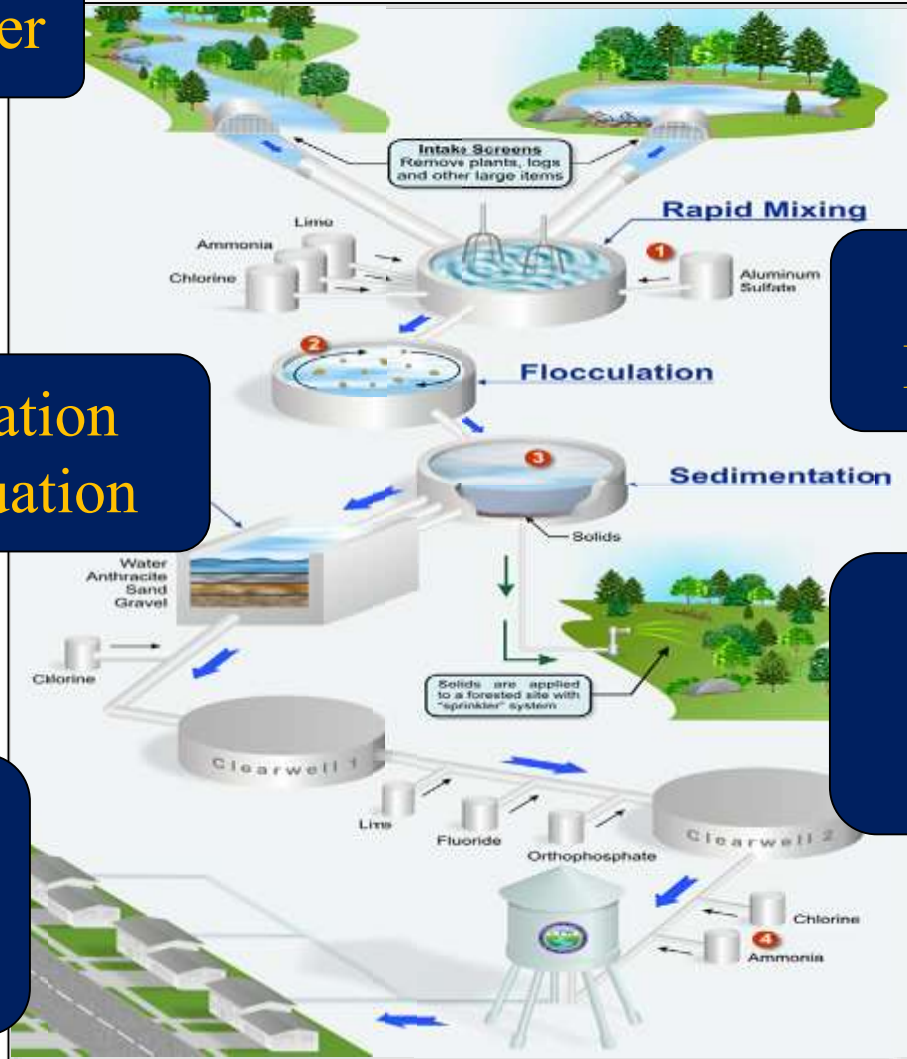 er
Intake Screens
Remove plants, logs
and other large items
Rapid Mixing
Lime
Ammonia
Chlorine
1
Aluminum
Sulfate
2
Flocculation
ation
uation
3
Sedimentation
Solids
Water
Anthracite
Sand
Gravel
Chlorine
Solids are applied
to a forested site with
"sprinkler" system
Clearwell 1
Lime
Fluoride
Orthophosphate
Clearwell 2
Chlorine
4
Ammonia